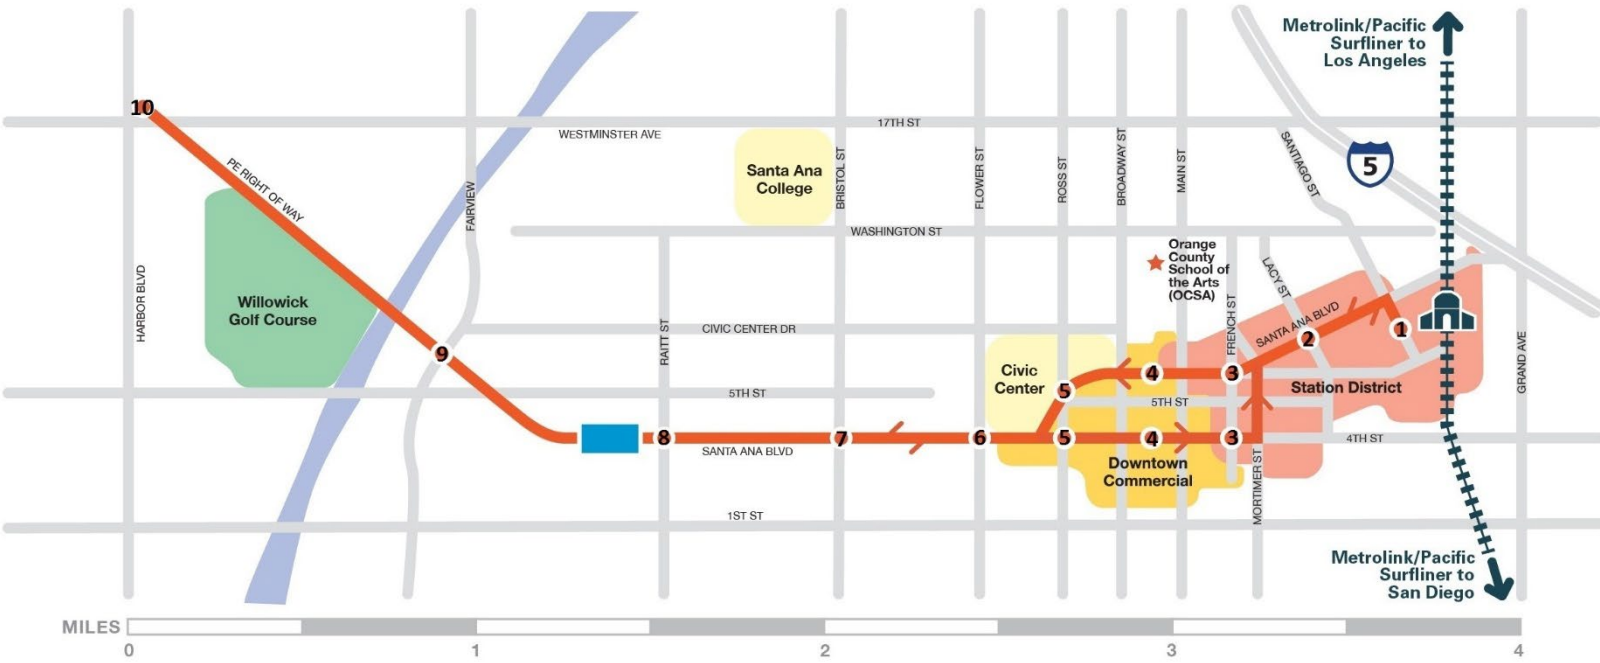 Metrolink/Pacific
Surfliner to
Los Angeles
10
17TH ST
WESTMINSTER AVE
PE RIGHT OF WAY
FAIRVIEW
Santa Ana
College
BRISTOL ST
FLOWER ST
ROSS ST
BROADWAY ST
MAIN ST
SANTIAGO ST
5
WASHINGTON ST
Orange
County
School of
the Arts
(OCSA)
LACY ST
HARBOR BLVD
Willowick
Golf Course
RAITT ST
CIVIC CENTER DR
FRENCH ST
SANTA ANA BLVD
2
1
GRAND AVE
9
Civic
Center
4
3
5
5TH ST
5TH ST
Station District
8
7
6
5
4
3
4TH ST
SANTA ANA BLVD
Downtown
Commercial
MORTIMER ST
1ST ST
Metrolink/Pacific
Surfliner to
San Diego
MILES
0
1
2
3
4